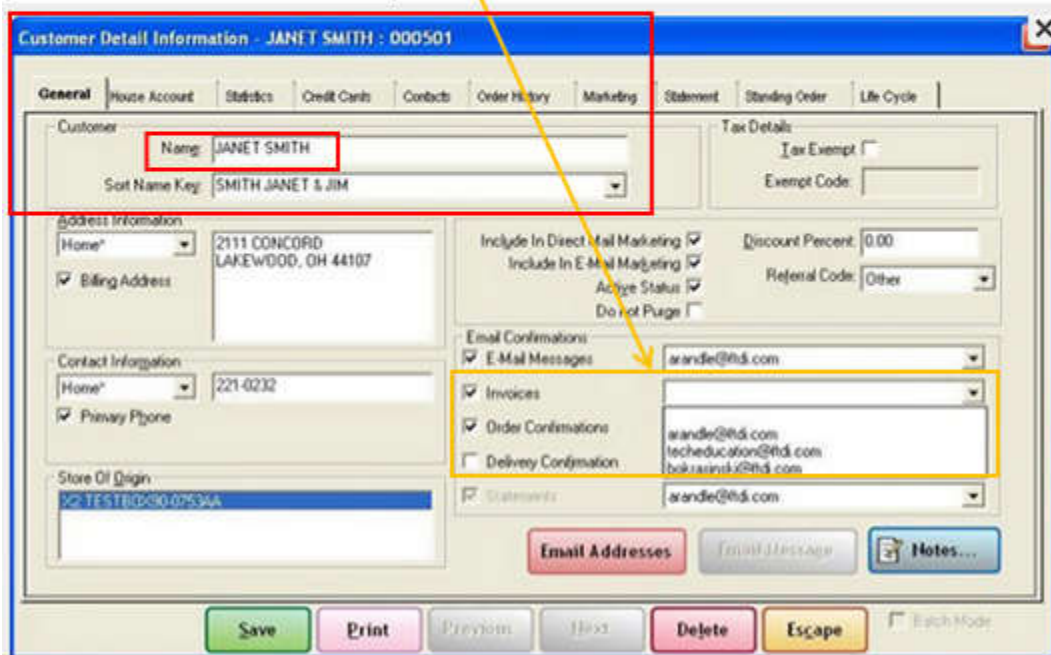 Customer Detail Information - JANET SMITH : 000501
General House Account Statistics Credit Cards Contacts Order History Marketing Statement Standing Order Life Cycle
Customer
Name: JANET SMITH
Sort Name Key: SMITH JANET & JIM
Tax Details
Tax Exempt
Exempt Code:
Address Information
Home*
2111 CONCORD
LAKEWOOD, OH 44107
Billing Address
Include In Direct Mail Marketing
Include In E-Mail Marketing
Active Status
Do not Purge
Discount Percent: 0.00
Referral Code: Other
Contact Information
Home*
221-0232
Primary Phone
Email Confirmations
E-Mail Messages arandle@ftdi.com
Invoices
Order Confirmations arandle@ftdi.com
techeducation@ftdi.com
Delivery Confirmation
Statements arandle@ftdi.com
Store Of Origin
Email Addresses Email Message Notes...
Save Print Previous Next Delete Escape Batch Mode